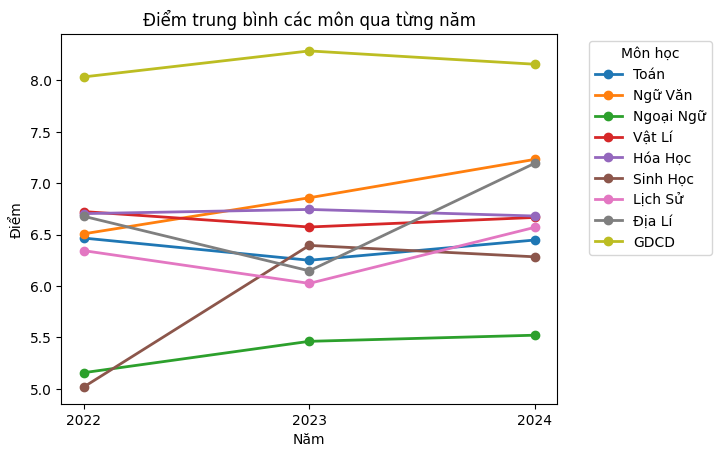 Điểm trung bình các môn qua từng năm
Điểm
8.0
7.5
7.0
6.5
6.0
5.5
5.0
2022
2023
2024
Năm
Môn học
Toán
Ngữ Văn
Ngoại Ngữ
Vật Lí
Hóa Học
Sinh Học
Lịch Sử
Địa Lí
GDCD